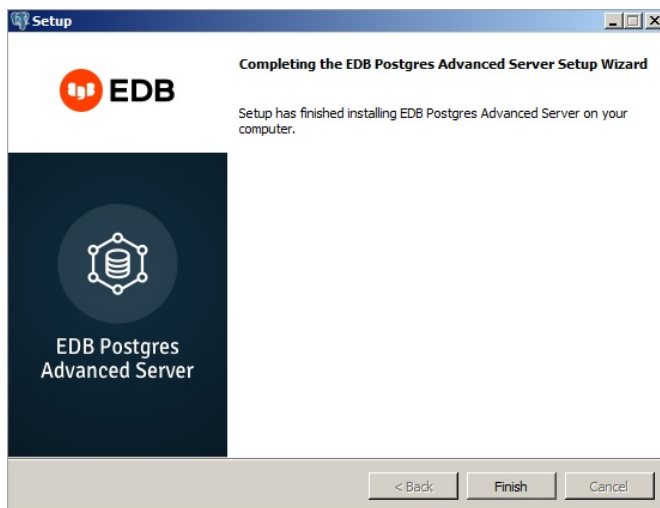 Setup
EDB
Completing the EDB Postgres Advanced Server Setup Wizard
Setup has finished installing EDB Postgres Advanced Server on your
computer.
EDB Postgres
Advanced Server
< Back
Finish
Cancel